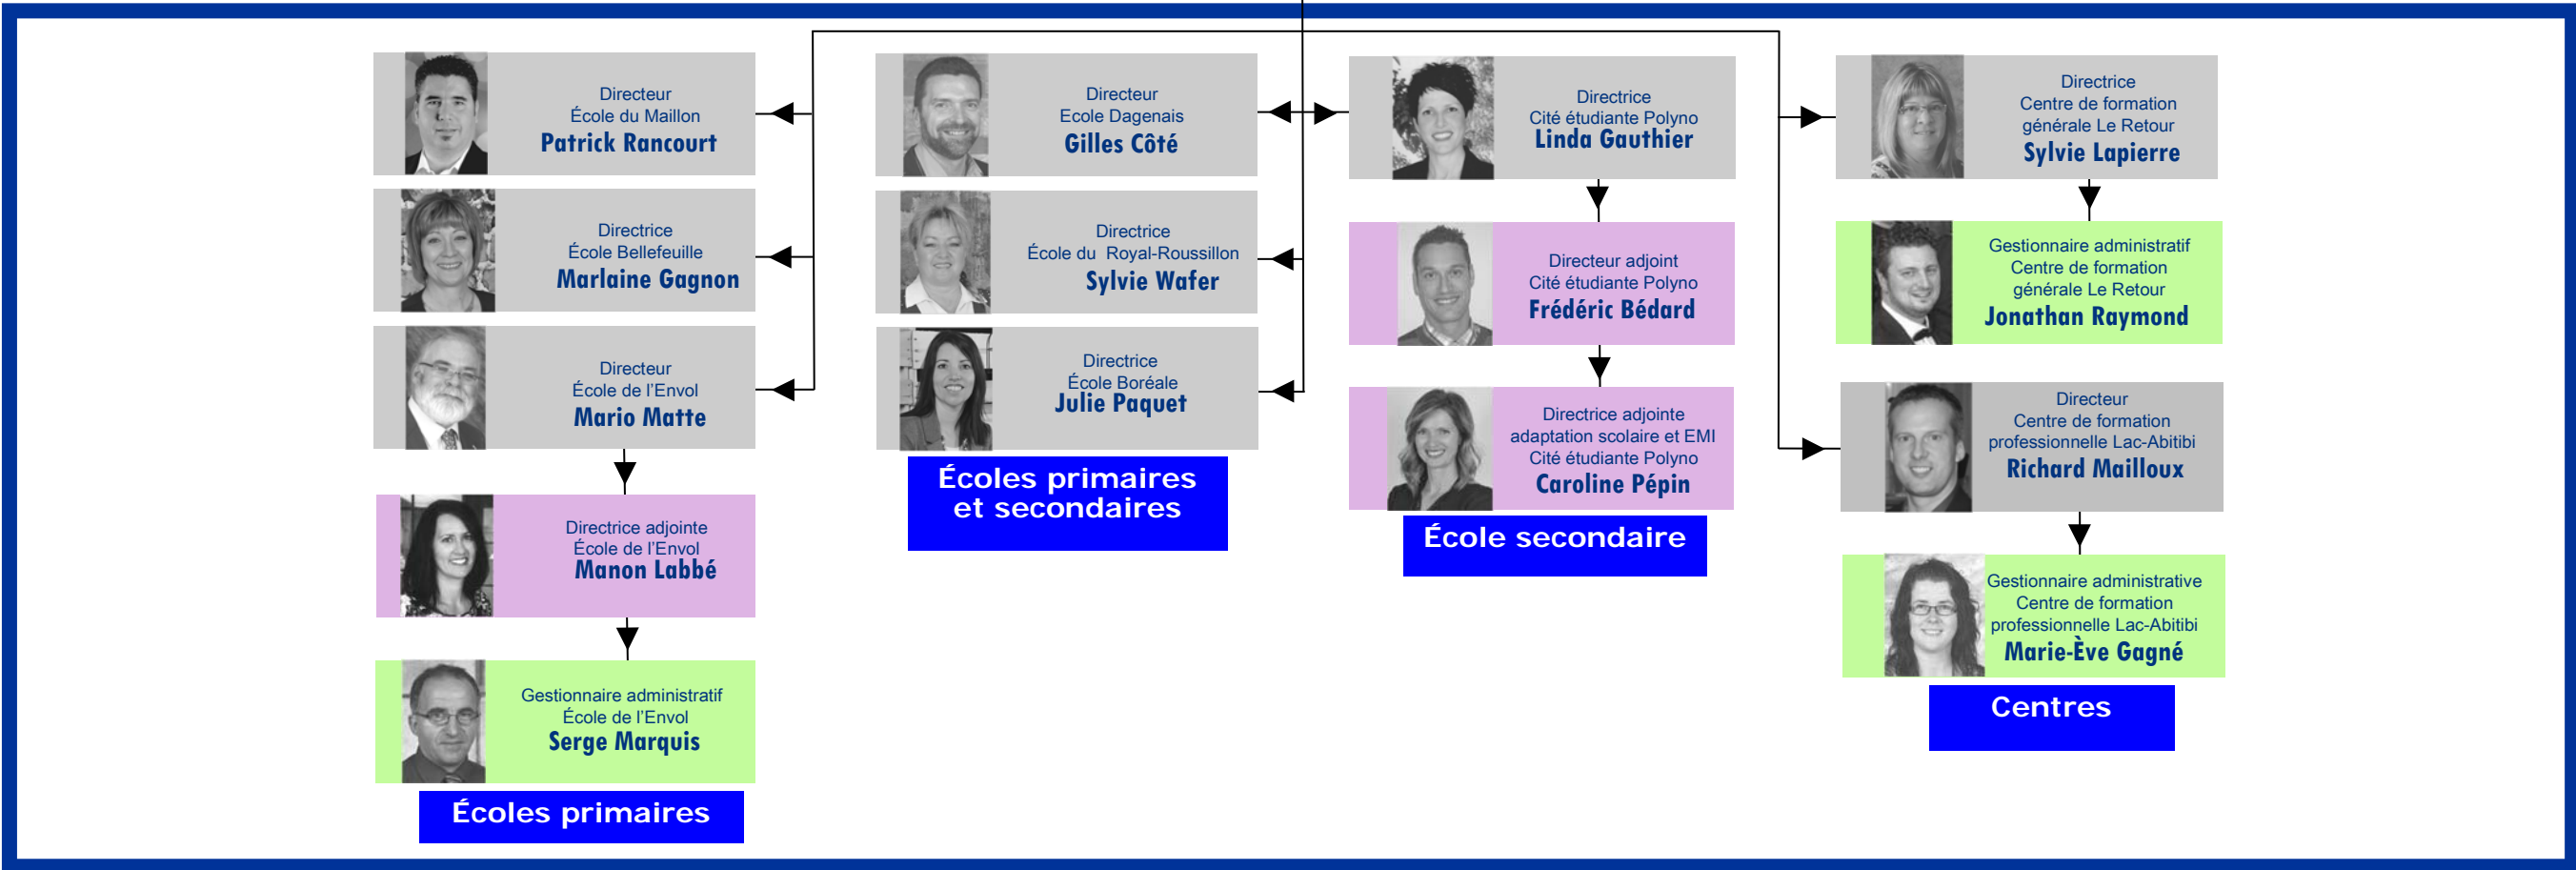 Directeur
École du Maillon
Patrick Rancourt
Directrice
École Bellefeuille
Marlaine Gagnon
Directeur
École de l'Envol
Mario Matte
Directrice adjointe
École de l'Envol
Manon Labbé
Gestionnaire administratif
École de l'Envol
Serge Marquis
Écoles primaires
Directeur
Ecole Dagenais
Gilles Côté
Directrice
École du Royal-Roussillon
Sylvie Wafer
Directrice
École Boréale
Julie Paquet
Écoles primaires
et secondaires
Directrice
Cité étudiante Polyno
Linda Gauthier
Directeur adjoint
Cité étudiante Polyno
Frédéric Bédard
Directrice adjointe
adaptation scolaire et EMI
Cité étudiante Polyno
Caroline Pépin
École secondaire
Directrice
Centre de formation
générale Le Retour
Sylvie Lapierre
Gestionnaire administratif
Centre de formation
générale Le Retour
Jonathan Raymond
Directeur
Centre de formation
professionnelle Lac-Abitibi
Richard Mailloux
Gestionnaire administrative
Centre de formation
professionnelle Lac-Abitibi
Marie-Ève Gagné
Centres